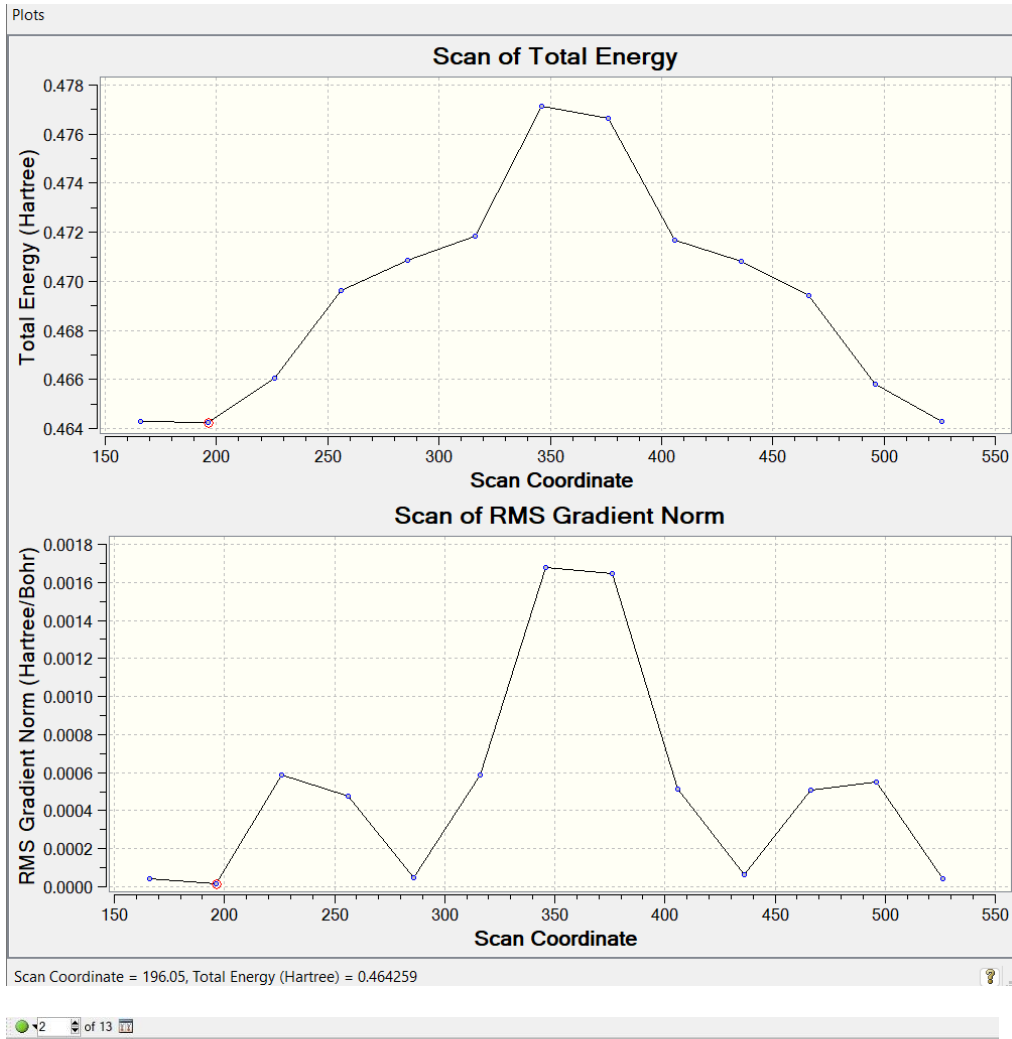 Plots
Scan of Total Energy
Total Energy (Hartree)
0.478
0.476
0.474
0.472
0.470
0.468
0.466
0.464
150 200 250 300 350 400 450 500 550
Scan Coordinate
Scan of RMS Gradient Norm
RMS Gradient Norm (Hartree/Bohr)
0.0018
0.0016
0.0014
0.0012
0.0010
0.0008
0.0006
0.0004
0.0002
0.0000
150 200 250 300 350 400 450 500 550
Scan Coordinate
Scan Coordinate = 196.05, Total Energy (Hartree) = 0.464259
?
2 of 13